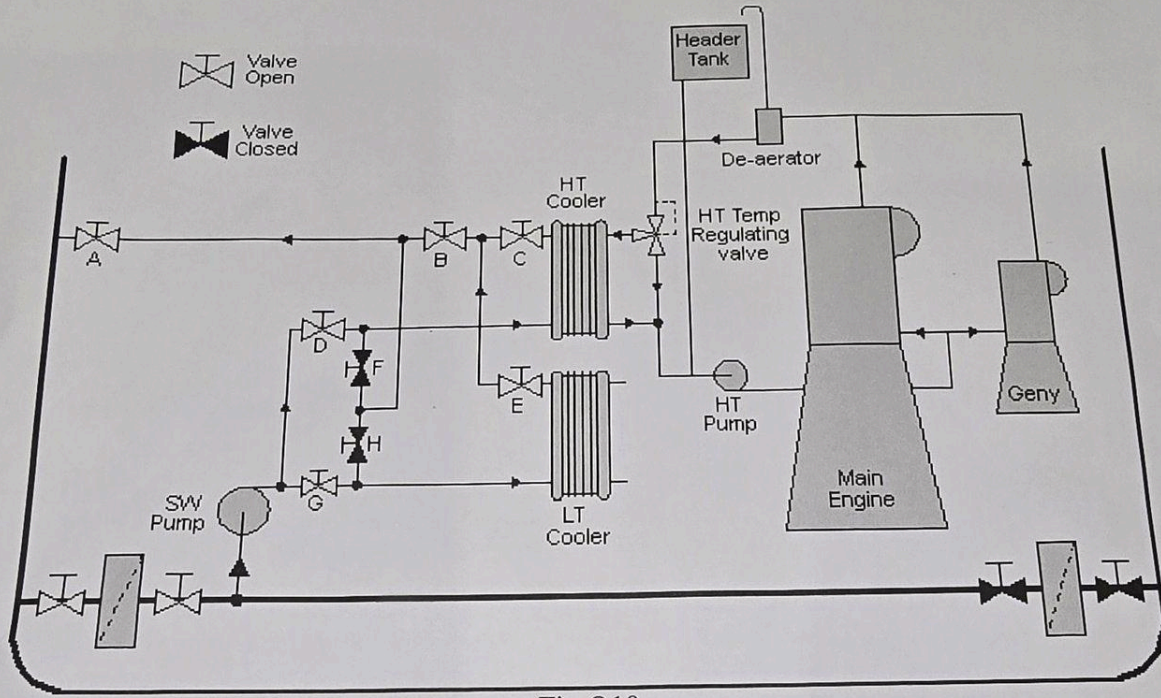 Valve
Open
Valve
Closed
Header
Tank
De-aerator
HT
Cooler
HT Temp
Regulating
valve
A
B
C
D
F
E
H
G
HT
Pump
Geny
SW
Pump
Main
Engine
LT
Cooler